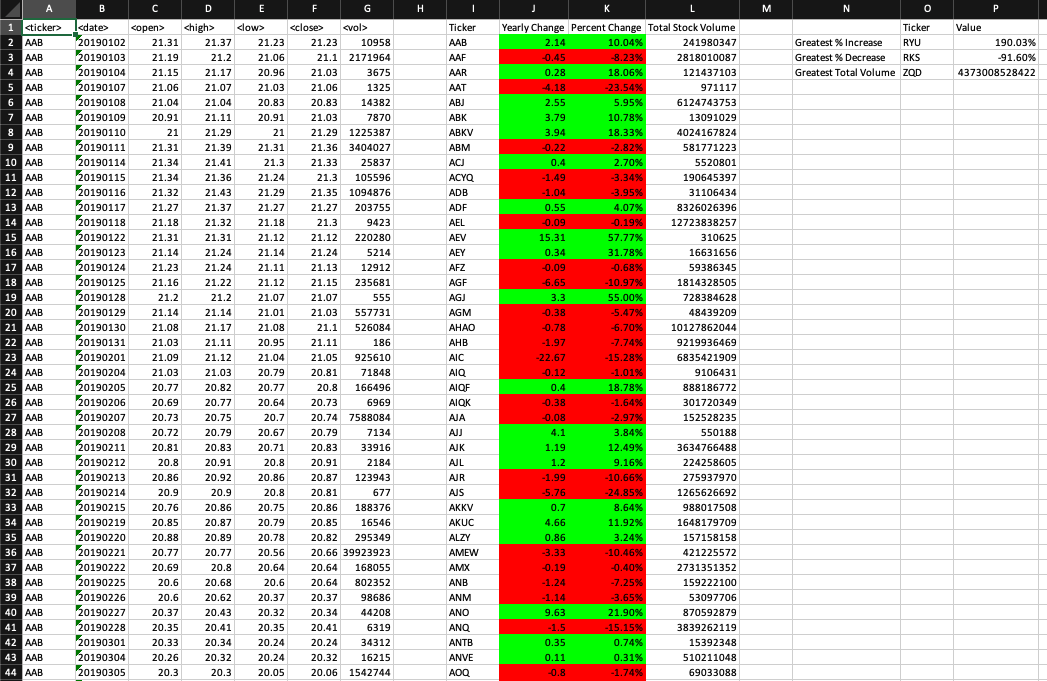 A B C D E F G H I J K L M N O P
1 <ticker> <date> <open> <high> <low> <close> <vol> Ticker Yearly Change Percent Change Total Stock Volume Ticker Value
2 AAB 20190102 21.31 21.37 21.23 21.23 10958 AAB 2.14 10.04% 241980347 Greatest % Increase RYU 190.03%
3 AAB 20190103 21.19 21.2 21.06 21.1 2171964 AAF -0.45 -8.23% 2818010087 Greatest % Decrease RKS -91.60%
4 AAB 20190104 21.15 21.17 20.96 21.03 3675 AAR 0.28 18.06% 121437103 Greatest Total Volume ZQD 4373008528422
5 AAB 20190107 21.06 21.07 21.03 21.06 1325 AAT -4.18 -23.54% 971117
6 AAB 20190108 21.04 21.04 20.83 20.83 14382 ABJ 2.55 5.95% 6124743753
7 AAB 20190109 20.91 21.11 20.91 21.03 7870 ABK 3.79 10.78% 13091029
8 AAB 20190110 21 21.29 21 21.29 1225387 ABKV 3.94 18.33% 4024167824
9 AAB 20190111 21.31 21.39 21.31 21.36 3404027 ABM -0.22 -2.82% 581771223
10 AAB 20190114 21.34 21.41 21.3 21.33 25837 ACJ 0.4 2.70% 5520801
11 AAB 20190115 21.34 21.36 21.24 21.3 105596 ACYQ -1.49 -3.34% 190645397
12 AAB 20190116 21.32 21.43 21.29 21.35 1094876 ADB -1.04 -3.95% 31106434
13 AAB 20190117 21.27 21.37 21.27 21.27 203755 ADF 0.55 4.07% 8326026396
14 AAB 20190118 21.18 21.32 21.18 21.3 9423 AEL -0.09 -0.19% 12723838257
15 AAB 20190122 21.31 21.31 21.12 21.12 220280 AEV 15.31 57.77% 310625
16 AAB 20190123 21.14 21.24 21.14 21.24 5214 AEY 0.34 31.78% 16631656
17 AAB 20190124 21.23 21.24 21.11 21.13 12912 AFZ -0.09 -0.68% 59386345
18 AAB 20190125 21.16 21.22 21.12 21.15 235681 AGF -6.65 -10.97% 1814328505
19 AAB 20190128 21.2 21.2 21.07 21.07 555 AGJ 3.3 55.00% 728384628
20 AAB 20190129 21.14 21.14 21.01 21.03 557731 AGM -0.38 -5.47% 48439209
21 AAB 20190130 21.08 21.17 21.08 21.1 526084 AHAO -0.78 -6.70% 10127862044
22 AAB 20190131 21.03 21.11 20.95 21.11 186 AHB -1.97 -7.74% 9219936469
23 AAB 20190201 21.09 21.12 21.04 21.05 925610 AIC -22.67 -15.28% 6835421909
24 AAB 20190204 21.03 21.03 20.79 20.81 71848 AIQ -0.12 -1.01% 9106431
25 AAB 20190205 20.77 20.82 20.77 20.8 166496 AIQF 0.4 18.78% 888186772
26 AAB 20190206 20.69 20.77 20.64 20.73 6969 AIQK -0.38 -1.64% 301720349
27 AAB 20190207 20.73 20.75 20.7 20.74 7588084 AJA -0.08 -2.97% 152528235
28 AAB 20190208 20.72 20.79 20.67 20.79 7134 AJJ 4.1 3.84% 550188
29 AAB 20190211 20.81 20.83 20.71 20.83 33916 AJK 1.19 12.49% 3634766488
30 AAB 20190212 20.8 20.91 20.8 20.91 2184 AJL 1.2 9.16% 224258605
31 AAB 20190213 20.86 20.92 20.86 20.87 123943 AJR -1.99 -10.66% 275937970
32 AAB 20190214 20.9 20.9 20.8 20.81 677 AJS -5.76 -24.85% 1265626692
33 AAB 20190215 20.76 20.86 20.75 20.86 188376 AKKV 0.7 8.64% 988017508
34 AAB 20190219 20.85 20.87 20.79 20.85 16546 AKUC 4.66 11.92% 1648179709
35 AAB 20190220 20.88 20.89 20.78 20.82 295349 ALZY 0.86 3.24% 157158158
36 AAB 20190221 20.77 20.77 20.56 20.66 39923923 AMEW -3.33 -10.46% 421225572
37 AAB 20190222 20.69 20.8 20.64 20.64 168055 AMX -0.19 -0.40% 2731351352
38 AAB 20190225 20.6 20.68 20.6 20.64 802352 ANB -1.24 -7.25% 159222100
39 AAB 20190226 20.6 20.62 20.37 20.37 98686 ANM -1.14 -3.65% 53097706
40 AAB 20190227 20.37 20.43 20.32 20.34 44208 ANO 9.63 21.90% 870592879
41 AAB 20190228 20.35 20.41 20.35 20.41 6319 ANQ -1.5 -15.15% 3839262119
42 AAB 20190301 20.33 20.34 20.24 20.24 34312 ANTB 0.35 0.74% 15392348
43 AAB 20190304 20.26 20.32 20.24 20.32 16215 ANVE 0.11 0.31% 510211048
44 AAB 20190305 20.3 20.3 20.05 20.06 1542744 AOQ -0.8 -1.74% 69033088